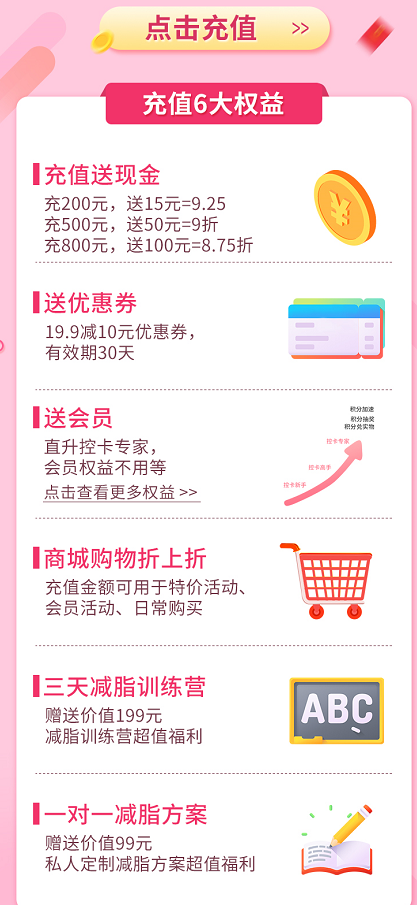 点击充值 >>
充值6大权益
充值送现金
充200元，送15元=9.25
充500元，送50元=9折
充800元，送100元=8.75折
送优惠券
19.9减10元优惠券，
有效期30天
送会员
直升控卡专家，
会员权益不用等
点击查看更多权益 >>
积分加速
积分抽奖
积分兑实物
控卡专家
控卡高手
控卡新手
商城购物折上折
充值金额可用于特价活动、
会员活动、日常购买
三天减脂训练营
赠送价值199元
减脂训练营超值福利
ABC
一对一减脂方案
赠送价值99元
私人定制减脂方案超值福利